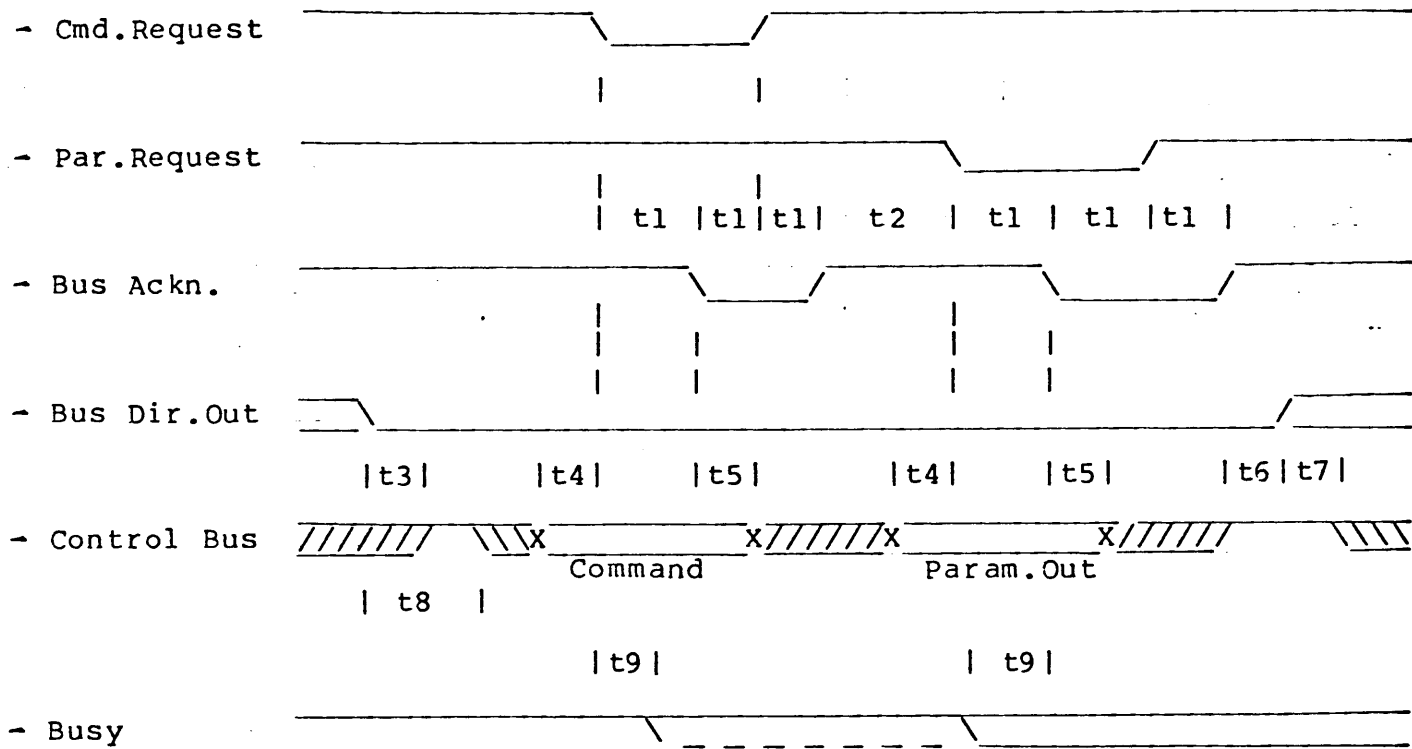 - Cmd.Request
- Par.Request
| t1 |t1|t1| t2 | t1 | t1 |t1|
- Bus Ackn.
- Bus Dir.Out
|t3| |t4| |t5| |t4| |t5| |t6|t7|
- Control Bus
Command Param.Out
| t8 |
|t9| | t9|
- Busy